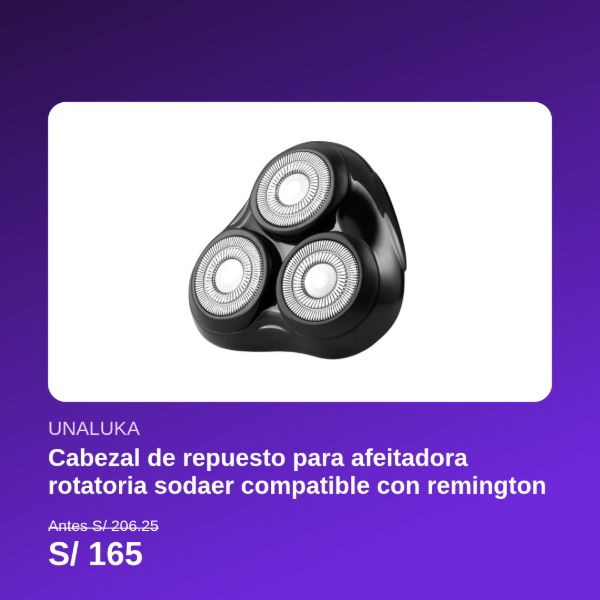 UNALUKA
Cabezal de repuesto para afeitadora
rotatoria sodaer compatible con remington
Antes S/ 206.25
S/ 165